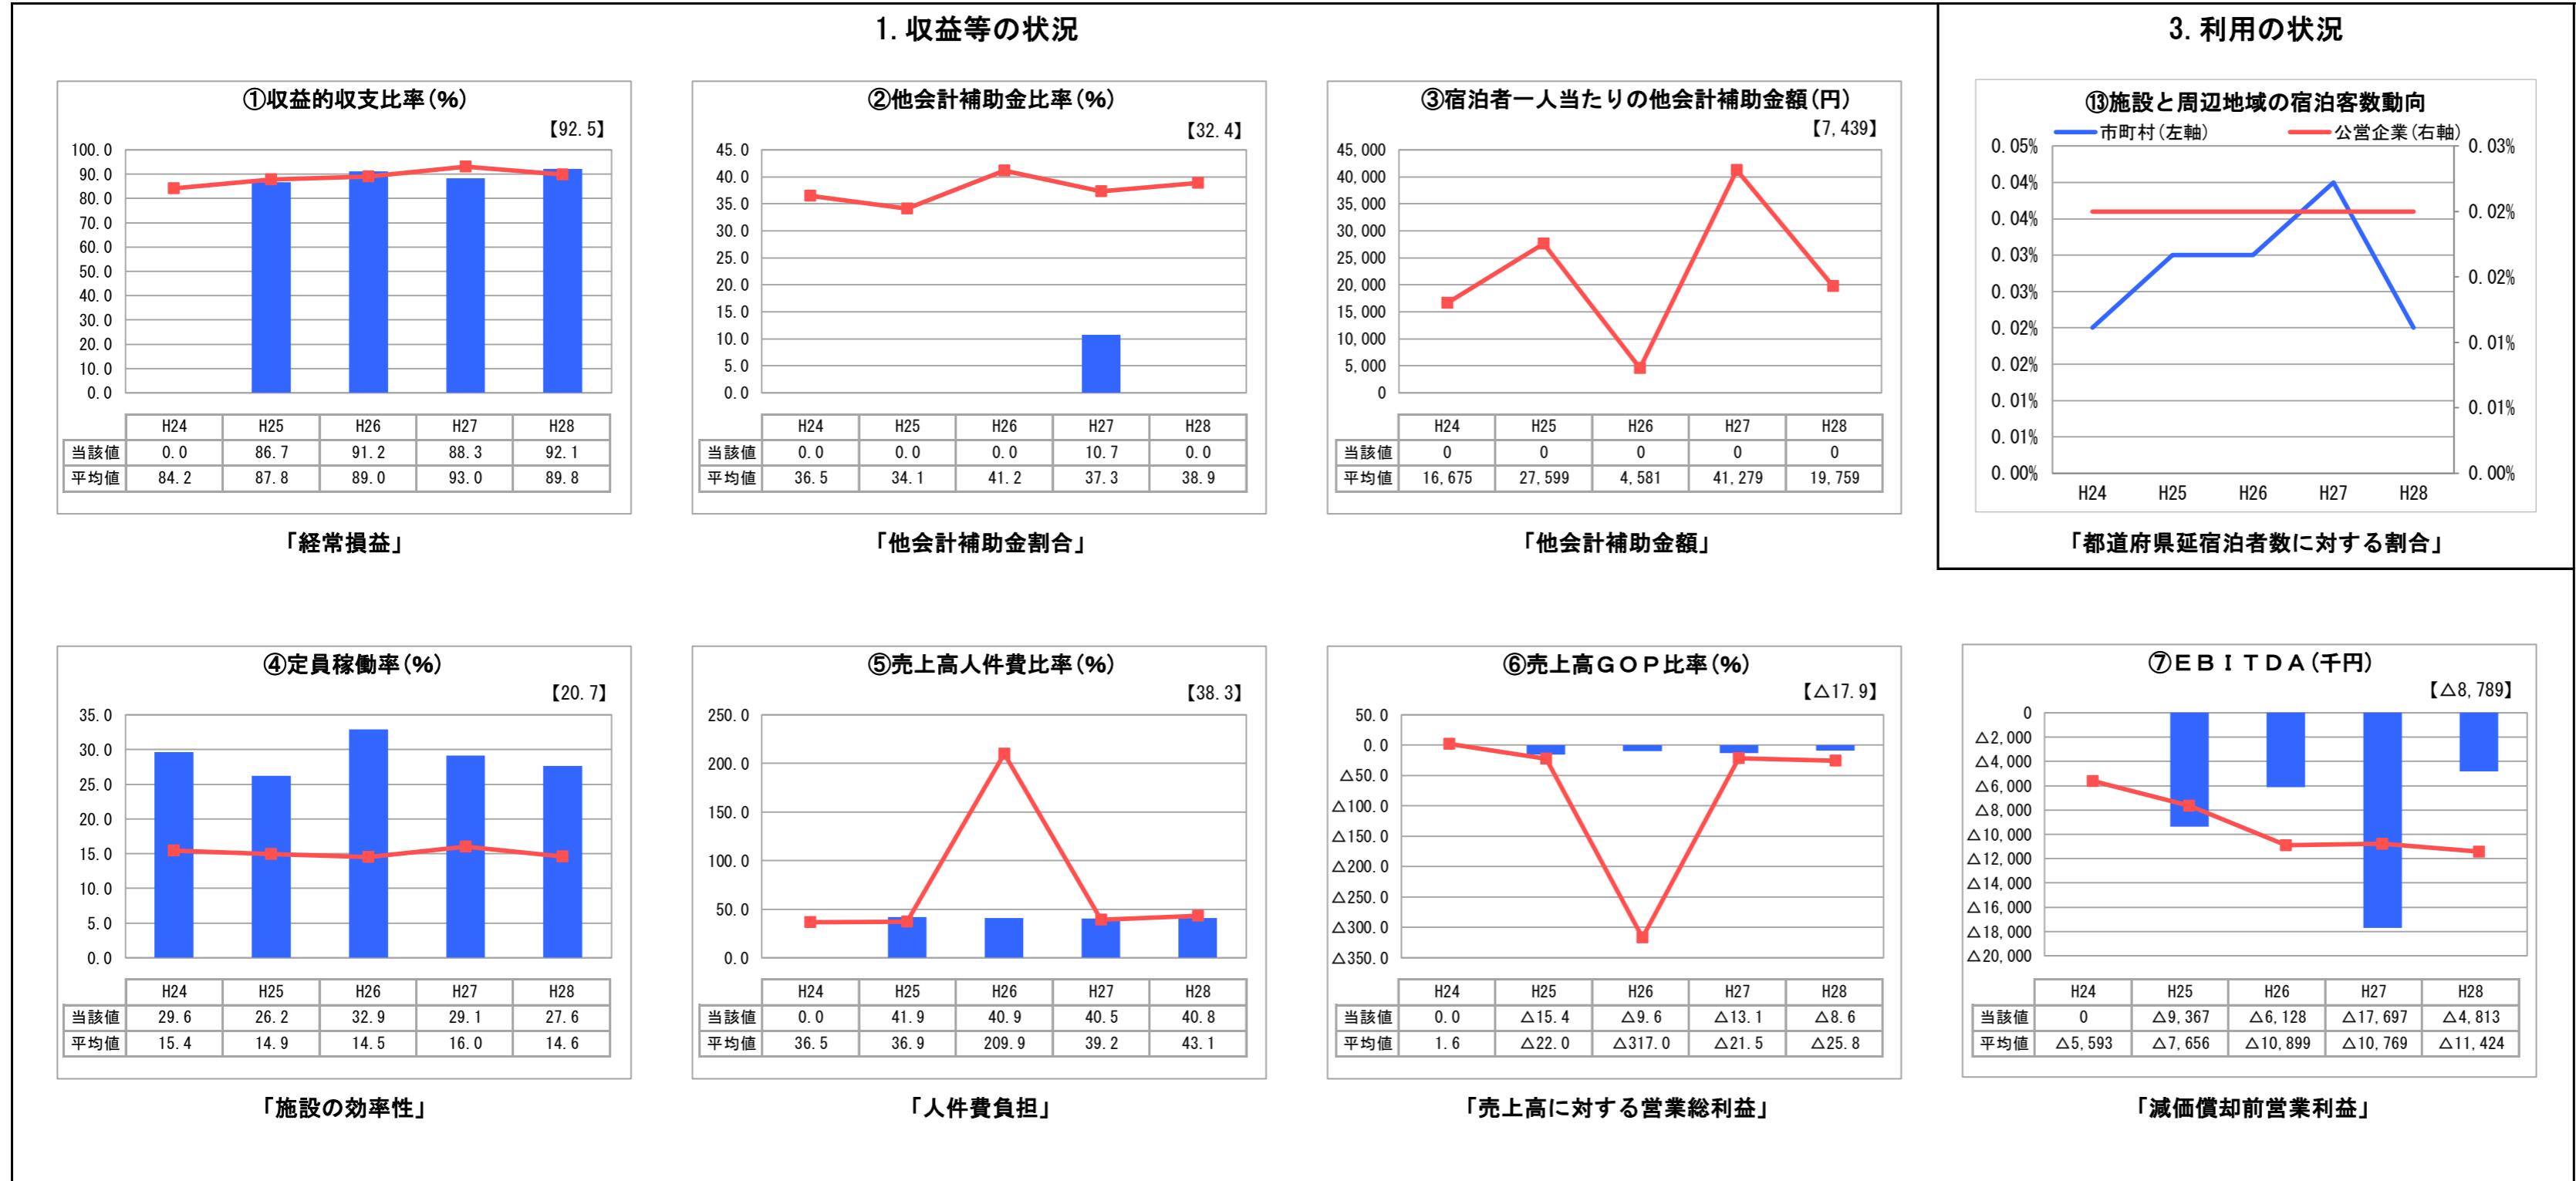 1. 収益等の状況
3. 利用の状況
①収益的収支比率(%)
【92.5】
100.0
90.0
80.0
70.0
60.0
50.0
40.0
30.0
20.0
10.0
0.0
H24 H25 H26 H27 H28
当該値 0.0 86.7 91.2 88.3 92.1
平均値 84.2 87.8 89.0 93.0 89.8
「経常損益」
②他会計補助金比率(%)
【32.4】
45.0
40.0
35.0
30.0
25.0
20.0
15.0
10.0
5.0
0.0
H24 H25 H26 H27 H28
当該値 0.0 0.0 0.0 10.7 0.0
平均値 36.5 34.1 41.2 37.3 38.9
「他会計補助金割合」
③宿泊者一人当たりの他会計補助金額(円)
【7,439】
45,000
40,000
35,000
30,000
25,000
20,000
15,000
10,000
5,000
0
H24 H25 H26 H27 H28
当該値 0 0 0 0 0
平均値 16,675 27,599 4,581 41,279 19,759
「他会計補助金額」
⑬施設と周辺地域の宿泊客数動向
市町村(左軸) 公営企業(右軸)
0.05%
0.04%
0.04%
0.03%
0.03%
0.02%
0.02%
0.01%
0.01%
0.00%
0.03%
0.02%
0.02%
0.01%
0.01%
0.00%
H24 H25 H26 H27 H28
「都道府県延宿泊者数に対する割合」
④定員稼働率(%)
【20.7】
35.0
30.0
25.0
20.0
15.0
10.0
5.0
0.0
H24 H25 H26 H27 H28
当該値 29.6 26.2 32.9 29.1 27.6
平均値 15.4 14.9 14.5 16.0 14.6
「施設の効率性」
⑤売上高人件費比率(%)
【38.3】
250.0
200.0
150.0
100.0
50.0
0.0
H24 H25 H26 H27 H28
当該値 0.0 41.9 40.9 40.5 40.8
平均値 36.5 36.9 209.9 39.2 43.1
「人件費負担」
⑥売上高GOP比率(%)
【△17.9】
50.0
0.0
△50.0
△100.0
△150.0
△200.0
△250.0
△300.0
△350.0
H24 H25 H26 H27 H28
当該値 0.0 △15.4 △9.6 △13.1 △8.6
平均値 1.6 △22.0 △317.0 △21.5 △25.8
「売上高に対する営業総利益」
⑦EBITDA(千円)
【△8,789】
0
△2,000
△4,000
△6,000
△8,000
△10,000
△12,000
△14,000
△16,000
△18,000
△20,000
H24 H25 H26 H27 H28
当該値 0 △9,367 △6,128 △17,697 △4,813
平均値 △5,593 △7,656 △10,899 △10,769 △11,424
「減価償却前営業利益」